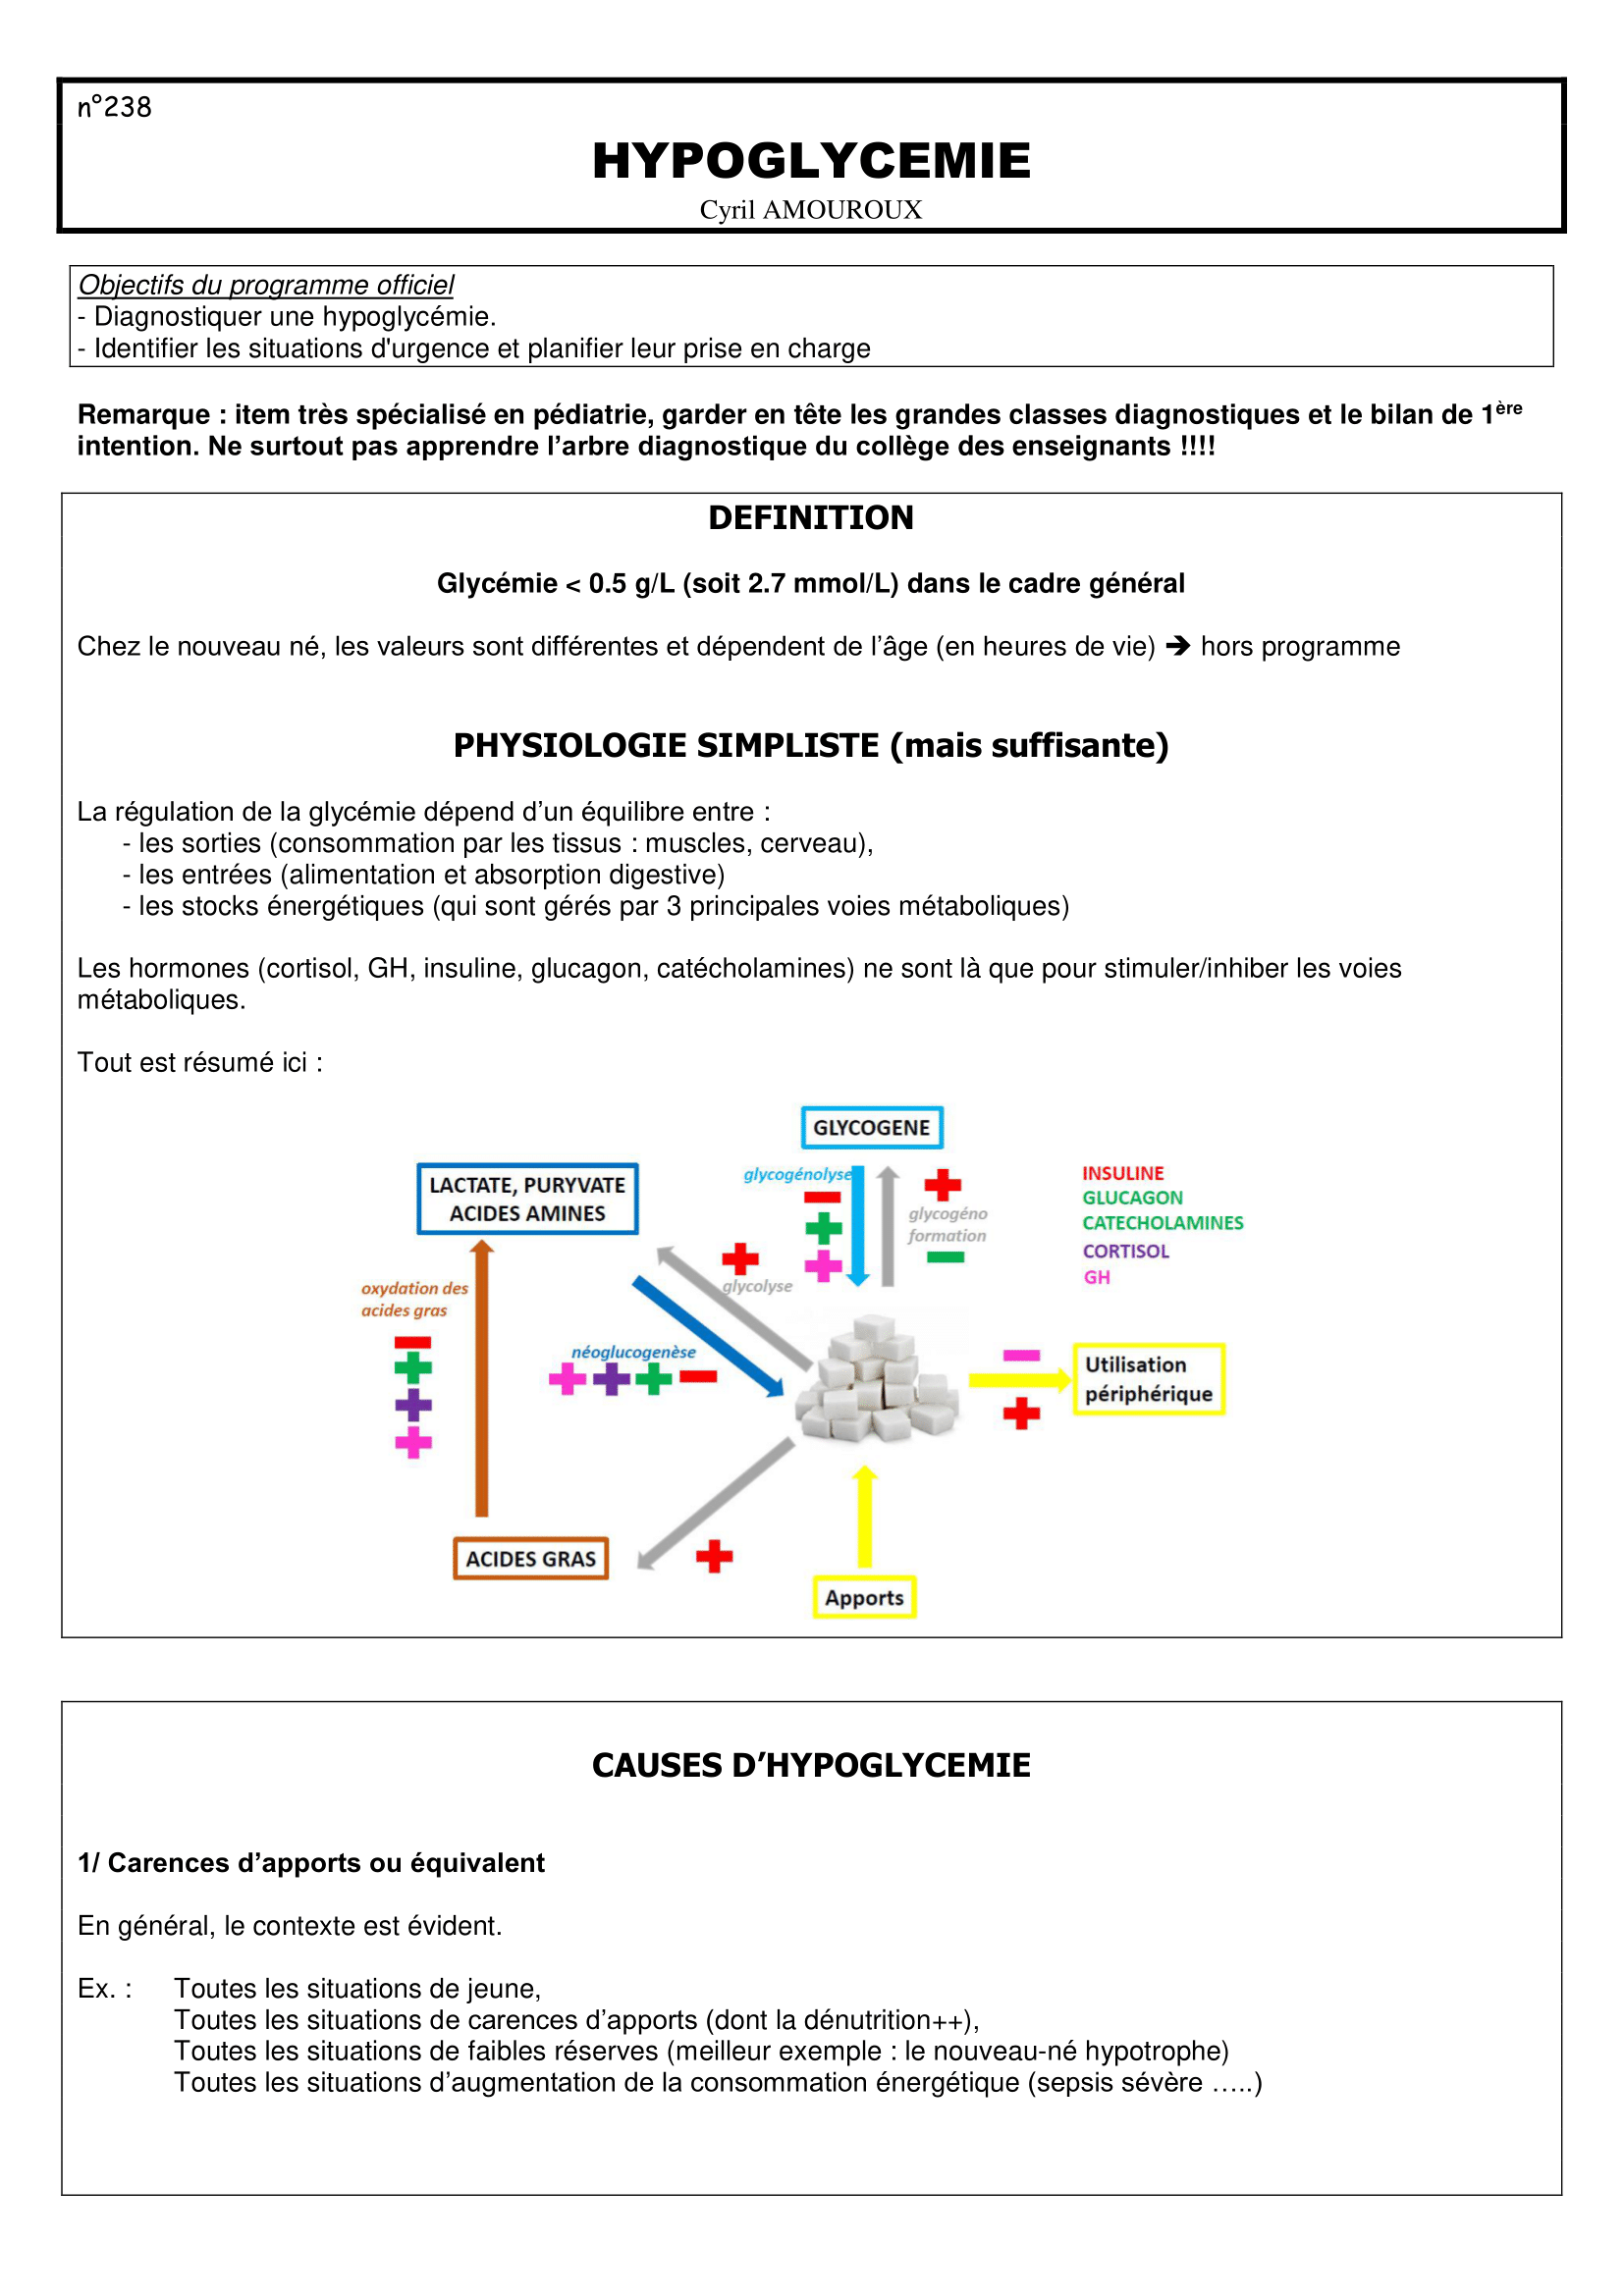 n°238
HYPOGLYCEMIE
Cyril AMOUROUX
Objectifs du programme officiel
- Diagnostiquer une hypoglycémie.
- Identifier les situations d'urgence et planifier leur prise en charge
Remarque : item très spécialisé en pédiatrie, garder en tête les grandes classes diagnostiques et le bilan de 1ère
intention. Ne surtout pas apprendre l’arbre diagnostique du collège des enseignants !!!!
DEFINITION
Glycémie < 0.5 g/L (soit 2.7 mmol/L) dans le cadre général
Chez le nouveau né, les valeurs sont différentes et dépendent de l’âge (en heures de vie) ➔ hors programme
PHYSIOLOGIE SIMPLISTE (mais suffisante)
La régulation de la glycémie dépend d’un équilibre entre :
- les sorties (consommation par les tissus : muscles, cerveau),
- les entrées (alimentation et absorption digestive)
- les stocks énergétiques (qui sont gérés par 3 principales voies métaboliques)
Les hormones (cortisol, GH, insuline, glucagon, catécholamines) ne sont là que pour stimuler/inhiber les voies
métaboliques.
Tout est résumé ici :
GLYCOGENE
LACTATE, PURYVATE
ACIDES AMINES
glycogénolyse
glycogéno
formation
INSULINE
GLUCAGON
CATECHOLAMINES
CORTISOL
GH
glycolyse
oxydation des
acides gras
néoglucogenèse
Utilisation
périphérique
ACIDES GRAS
Apports
CAUSES D’HYPOGLYCEMIE
1/ Carences d’apports ou équivalent
En général, le contexte est évident.
Ex. : Toutes les situations de jeune,
Toutes les situations de carences d’apports (dont la dénutrition++),
Toutes les situations de faibles réserves (meilleur exemple : le nouveau-né hypotrophe)
Toutes les situations d’augmentation de la consommation énergétique (sepsis sévère …..)